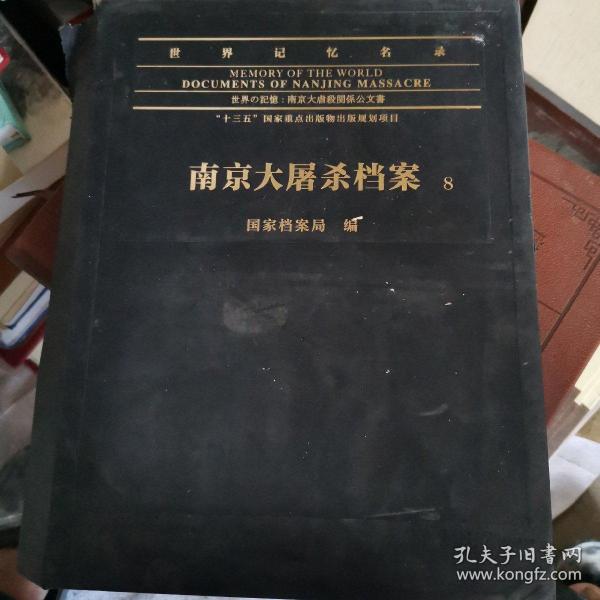 世界记忆名录
MEMORY OF THE WORLD
DOCUMENTS OF NANJING MASSACRE
世界の記憶：南京大虐殺関係公文書
“十三五”国家重点出版物出版规划项目
南京大屠杀档案 8
国家档案局 编
孔夫子旧书网
www.kongfz.com